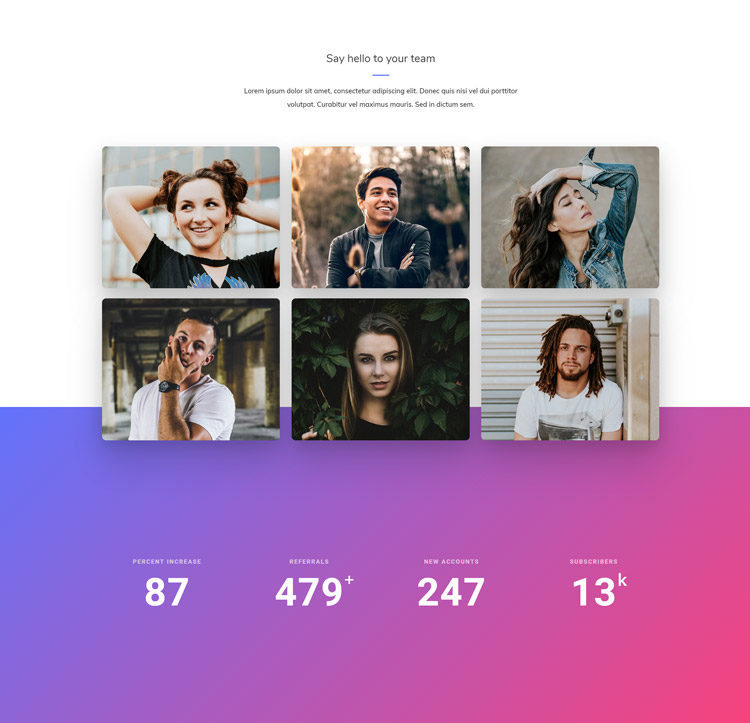 Say hello to your team
Lorem ipsum dolor sit amet, consectetur adipiscing elit. Donec quis nisi vel dui porttitor
volutpat. Curabitur vel maximus mauris. Sed in dictum sem.
PERCENT INCREASE
87
REFERRALS
479+
NEW ACCOUNTS
247
SUBSCRIBERS
13k